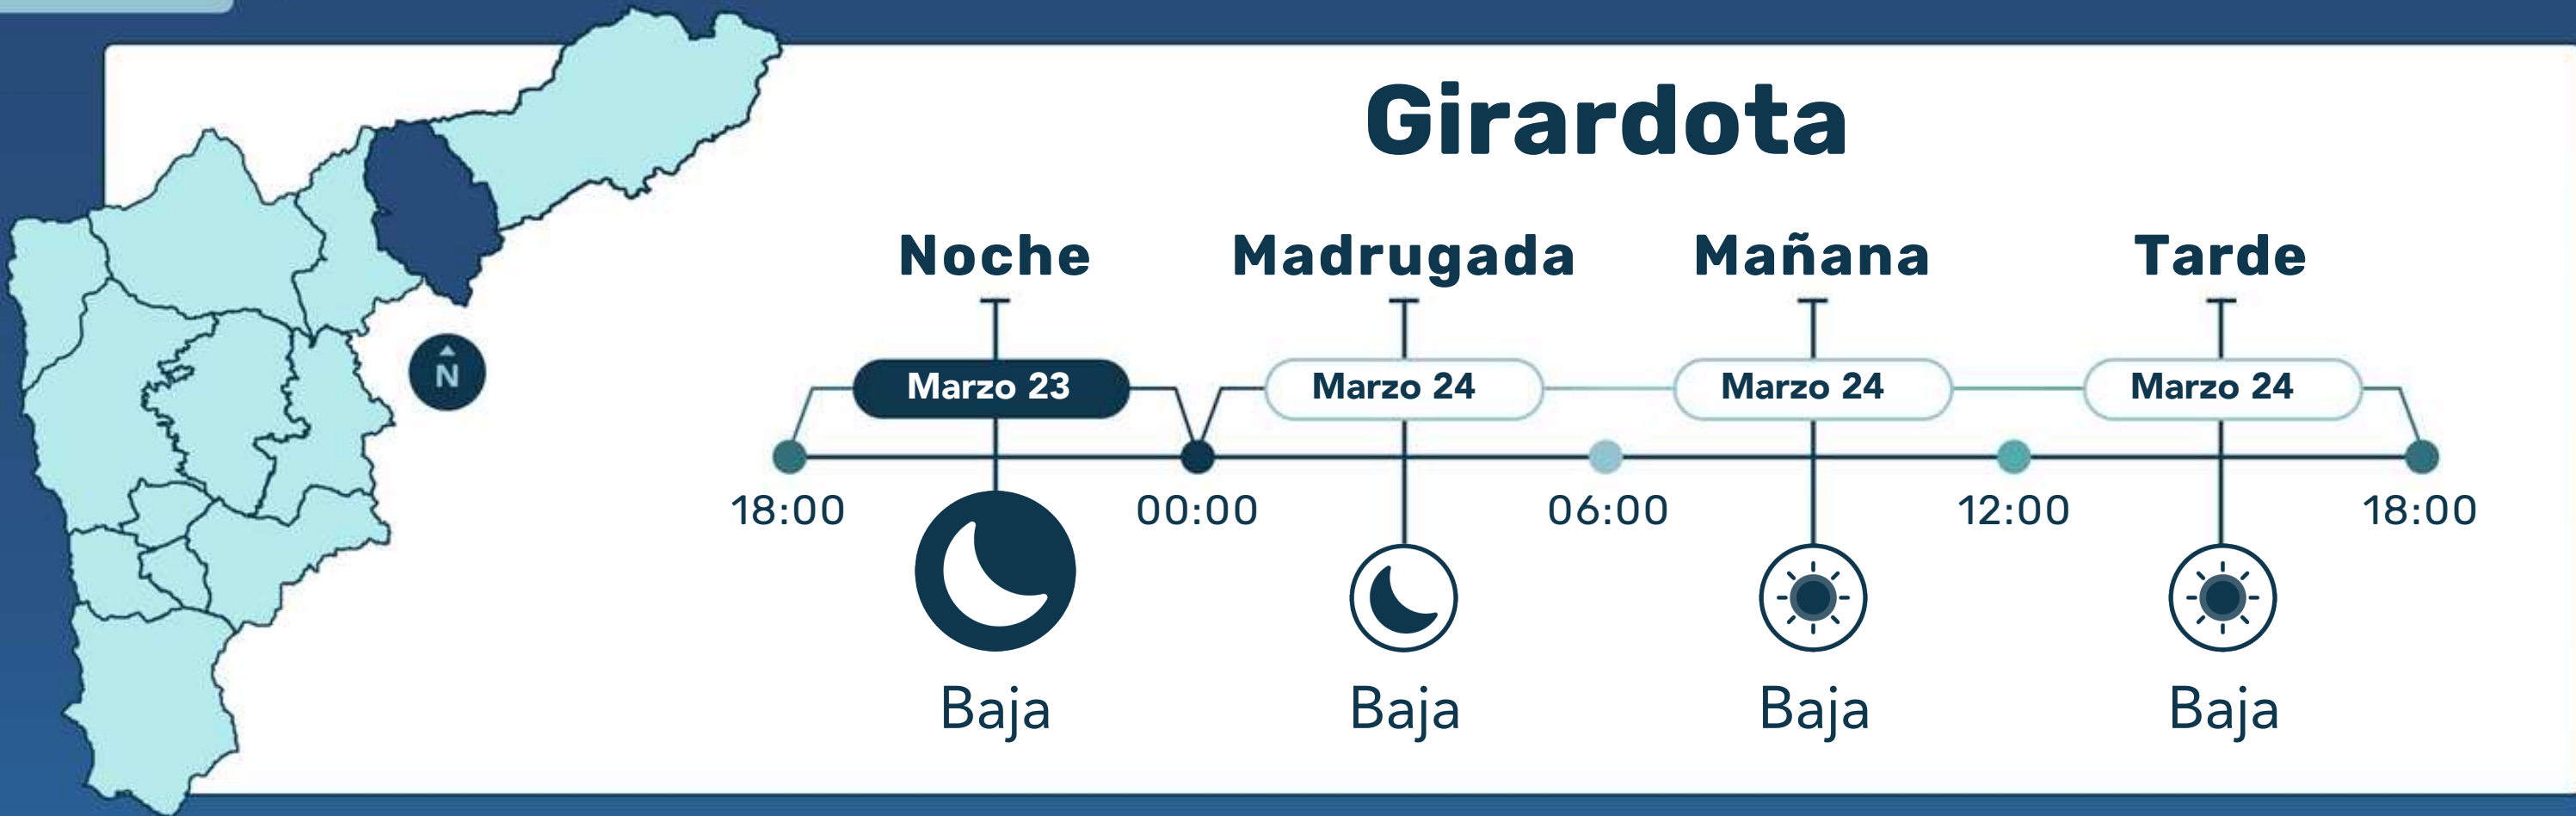 Girardota
Noche Madrugada Mañana Tarde
Marzo 23 Marzo 24 Marzo 24 Marzo 24
N
18:00 00:00 06:00 12:00 18:00
Baja Baja Baja Baja